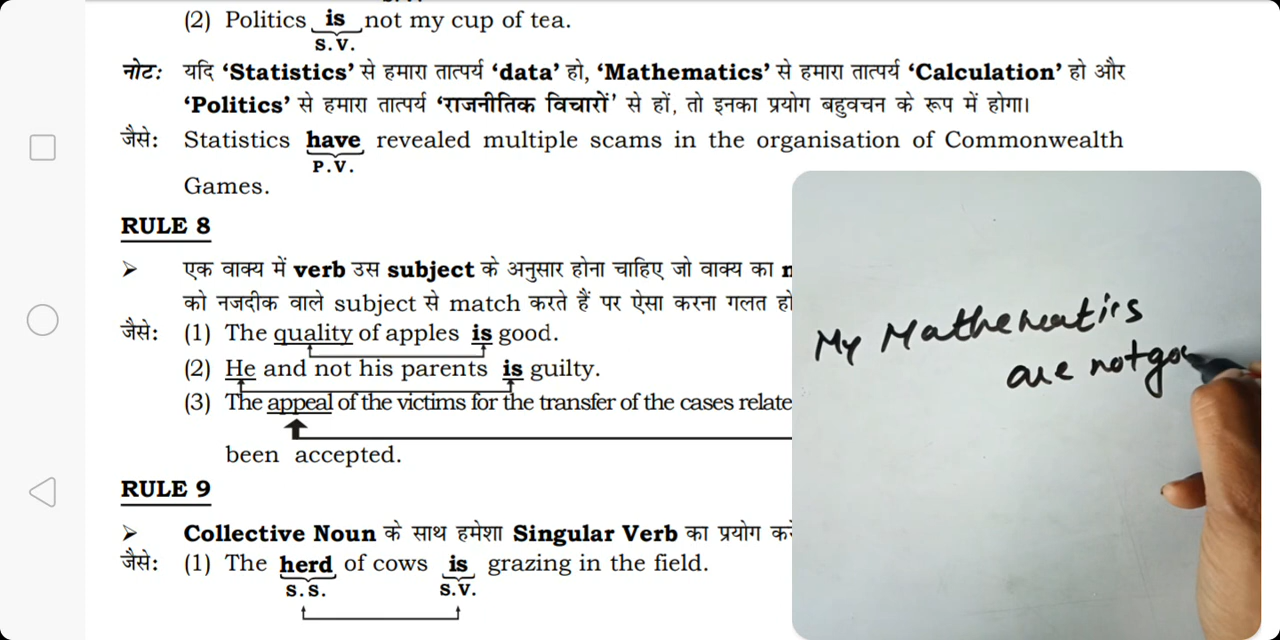 (2) Politics is not my cup of tea.
S.V.
नोट: यदि ‘Statistics’ से हमारा तात्पर्य ‘data’ हो, ‘Mathematics’ से हमारा तात्पर्य ‘Calculation’ हो और
‘Politics’ से हमारा तात्पर्य ‘राजनीतिक विचारों’ से हों, तो इनका प्रयोग बहुवचन के रूप में होगा।
जैसे: Statistics have revealed multiple scams in the organisation of Commonwealth
P.V.
Games.
RULE 8
➢ एक वाक्य में verb उस subject के अनुसार होना चाहिए जो वाक्य का
को नजदीक वाले subject से match करते हैं पर ऐसा करना गलत हो
जैसे: (1) The quality of apples is good.
(2) He and not his parents is guilty.
(3) The appeal of the victims for the transfer of the cases relate
been accepted.
RULE 9
➢ Collective Noun के साथ हमेशा Singular Verb का प्रयोग
जैसे: (1) The herd of cows is grazing in the field.
S.S. S.V.
My Mathematics
are not go